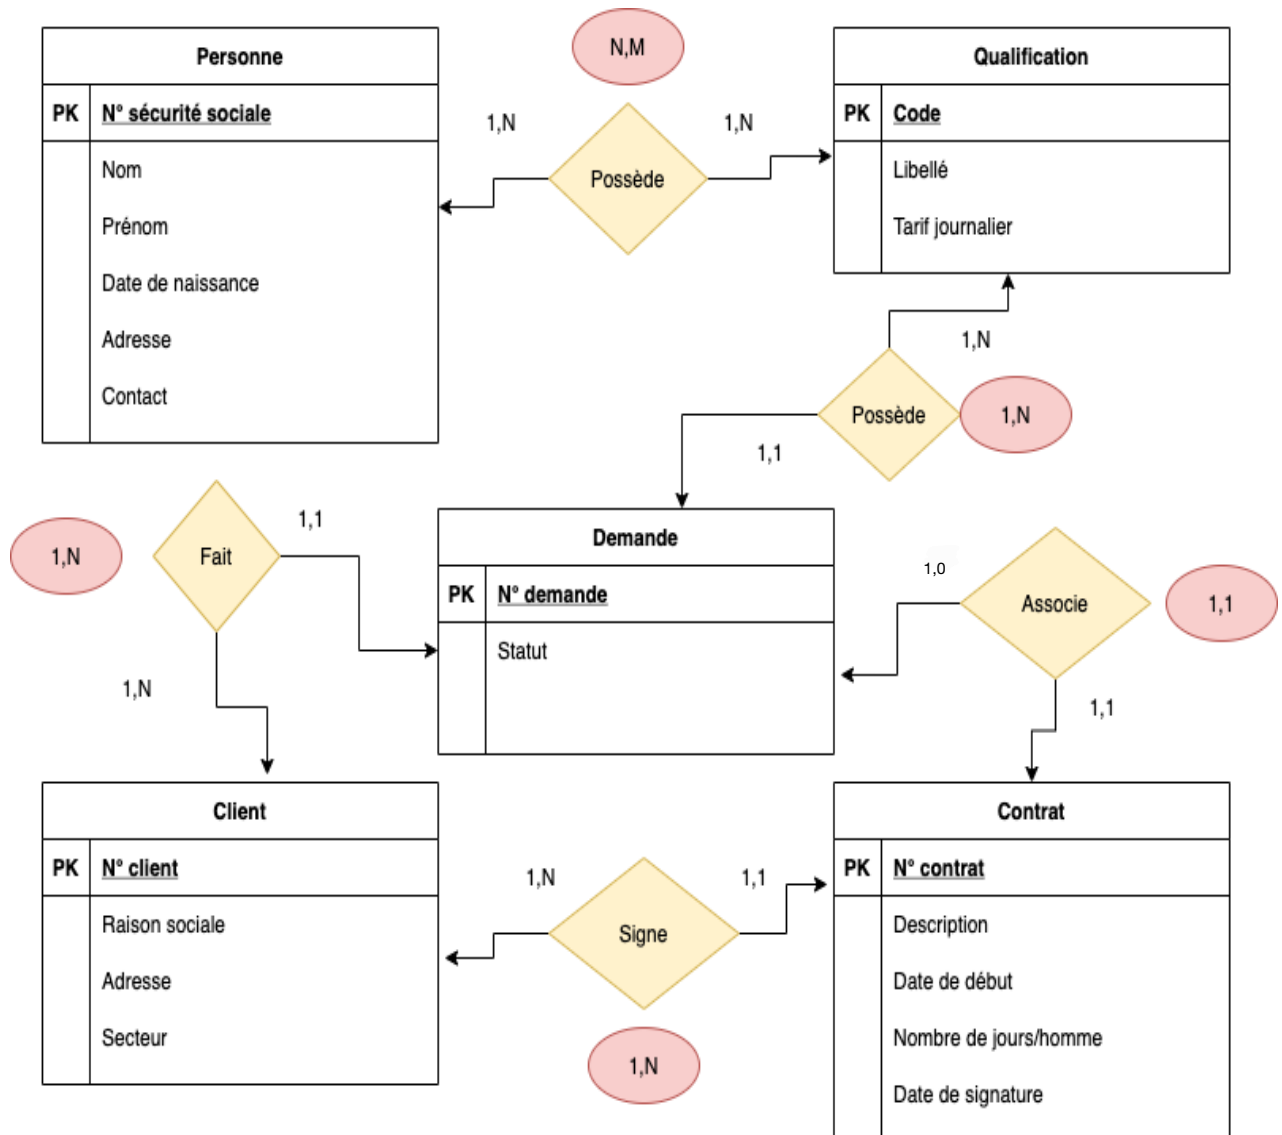 N,M
Personne
PK N° sécurité sociale
Nom
Prénom
Date de naissance
Adresse
Contact
1,N
Possède
1,N
Qualification
PK Code
Libellé
Tarif journalier
1,N
Possède
1,N
1,1
1,N
Fait
1,1
1,N
Demande
PK N° demande
Statut
1,0
Associe
1,1
1,1
Client
PK N° client
Raison sociale
Adresse
Secteur
1,N
Signe
1,1
1,N
Contrat
PK N° contrat
Description
Date de début
Nombre de jours/homme
Date de signature